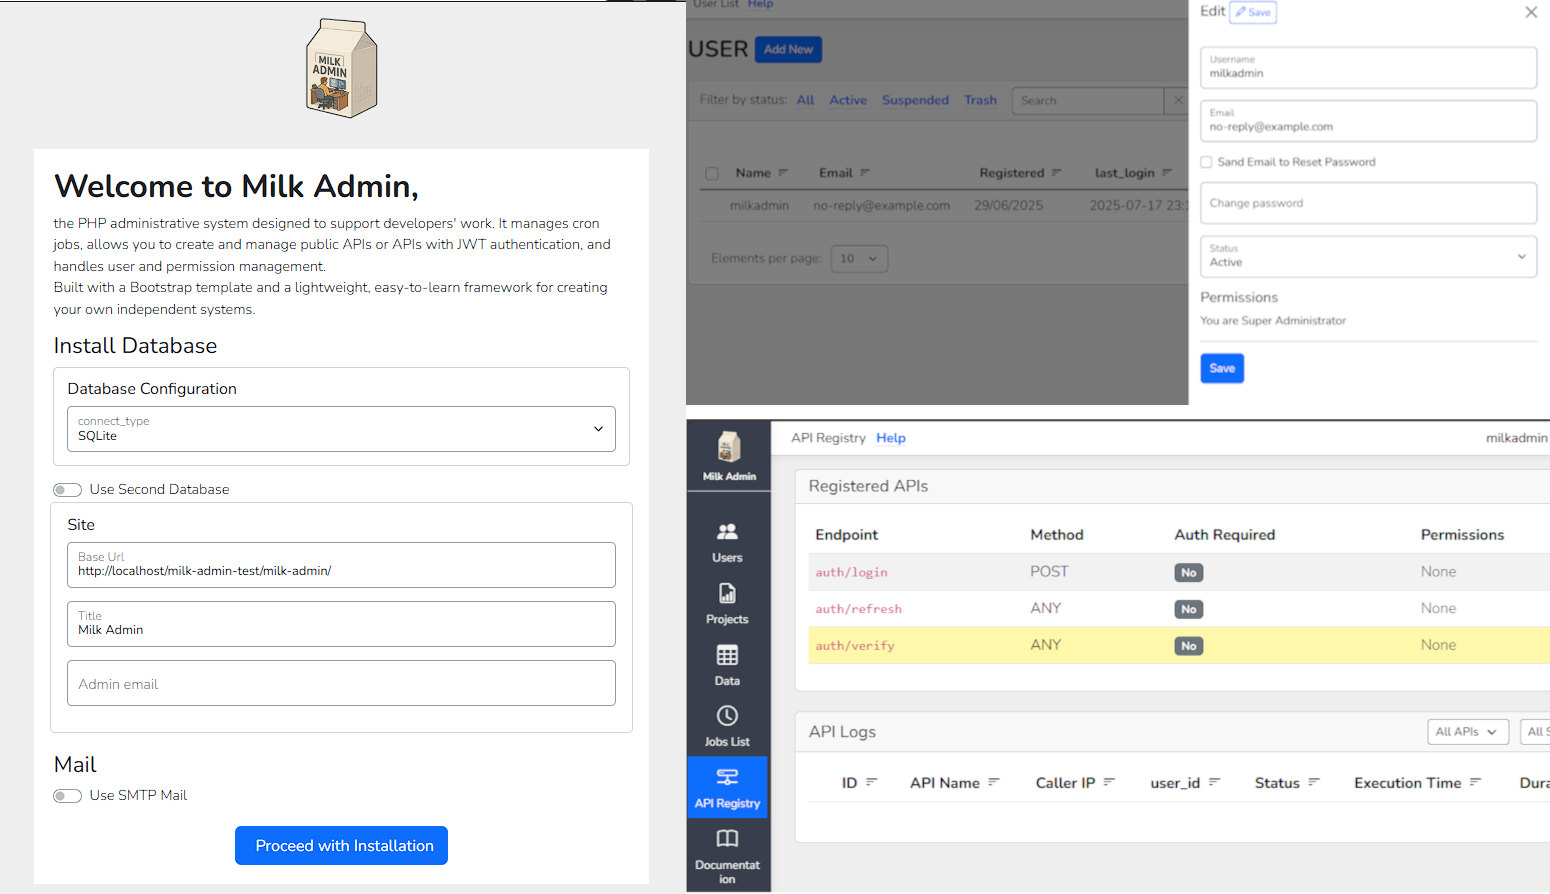 MILK
ADMIN
Welcome to Milk Admin,
the PHP administrative system designed to support developers' work. It manages cron
jobs, allows you to create and manage public APIs or APIs with JWT authentication, and
handles user and permission management.
Built with a Bootstrap template and a lightweight, easy-to-learn framework for creating
your own independent systems.
Install Database
Database Configuration
connect_type
SQLite
Use Second Database
Site
Base Url
http://localhost/milk-admin-test/milk-admin/
Title
Milk Admin
Admin email
Mail
Use SMTP Mail
Proceed with Installation
User List Help
USER Add New
Filter by status: All Active Suspended Trash Search
Name Email Registered last_login
milkadmin no-reply@example.com 29/06/2025 2025-07-17 23:
Elements per page: 10
Edit Save
Username
milkadmin
Email
no-reply@example.com
Sand Email to Reset Password
Change password
Status
Active
Permissions
You are Super Administrator
Save
Milk Admin
Users
Projects
Data
Jobs List
API Registry
Documentat
ion
API Registry Help milkadmin
Registered APIs
Endpoint Method Auth Required Permissions
auth/login POST No None
auth/refresh ANY No None
auth/verify ANY No None
API Logs All APIs All S
ID API Name Caller IP user_id Status Execution Time Dura